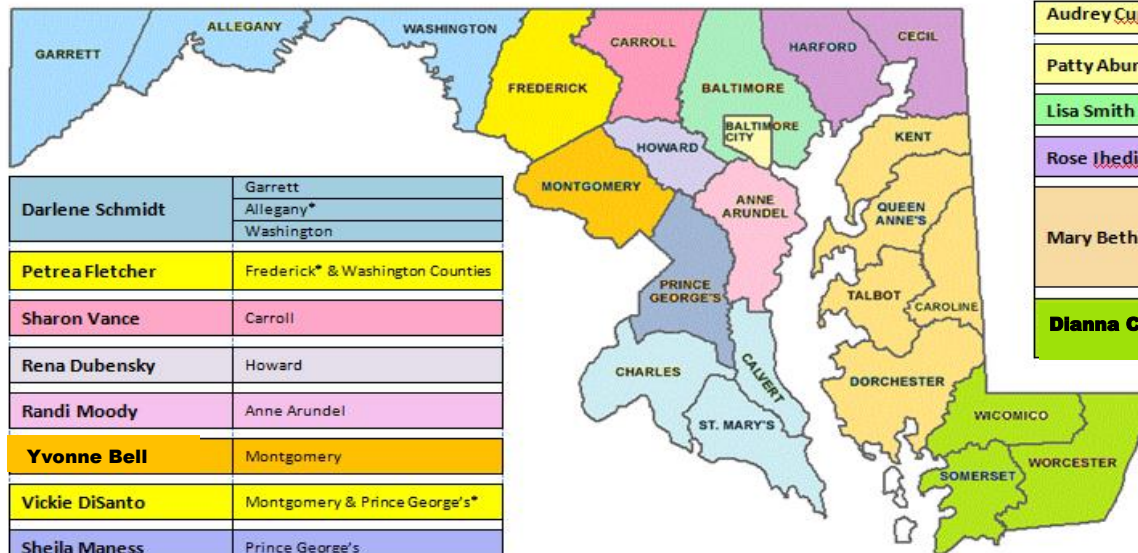 GARRETT
ALLEGANY
WASHINGTON
FREDERICK
CARROLL
BALTIMORE
BALTIMORE
CITY
HARFORD
CECIL
HOWARD
MONTGOMERY
ANNE
ARUNDEL
PRINCE
GEORGE'S
CHARLES
CALVERT
ST. MARY'S
KENT
QUEEN
ANNE'S
TALBOT
CAROLINE
DORCHESTER
WICOMICO
SOMERSET
WORCESTER
Darlene Schmidt
Garrett
Allegany*
Washington
Petrea Fletcher Frederick* & Washington Counties
Sharon Vance Carroll
Rena Dubensky Howard
Randi Moody Anne Arundel
Yvonne Bell Montgomery
Vickie DiSanto Montgomery & Prince George's*
Sheila Maness Prince George's
Audrey
Patty
Lisa Smith
Rose
Mary Beth
Dianna